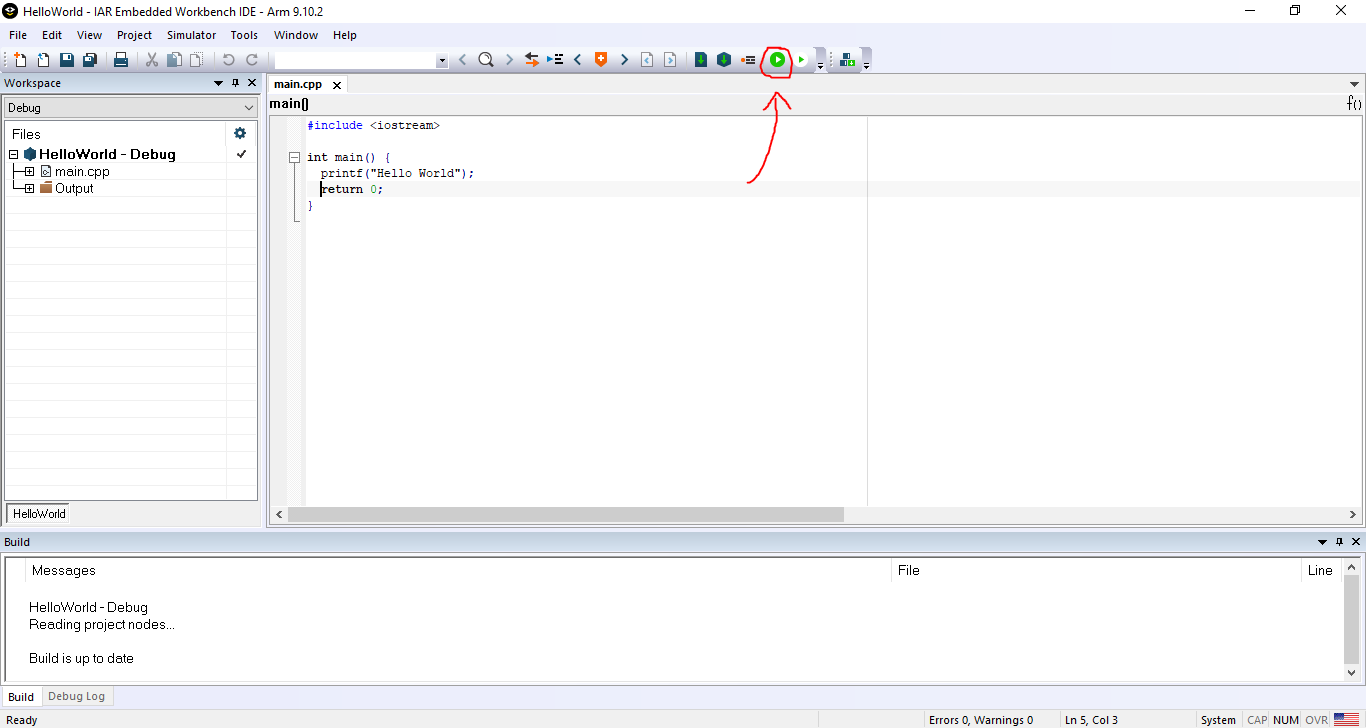 HelloWorld - IAR Embedded Workbench IDE - Arm 9.10.2
File Edit View Project Simulator Tools Window Help
Workspace
main.cpp
Debug
main()
f()
Files
HelloWorld - Debug
main.cpp
Output
#include <iostream>
int main() {
printf("Hello World");
return 0;
}
HelloWorld
Build
Messages File Line
HelloWorld - Debug
Reading project nodes...
Build is up to date
Build Debug Log
Ready Errors 0, Warnings 0 Ln 5, Col 3 System CAP NUM OVR